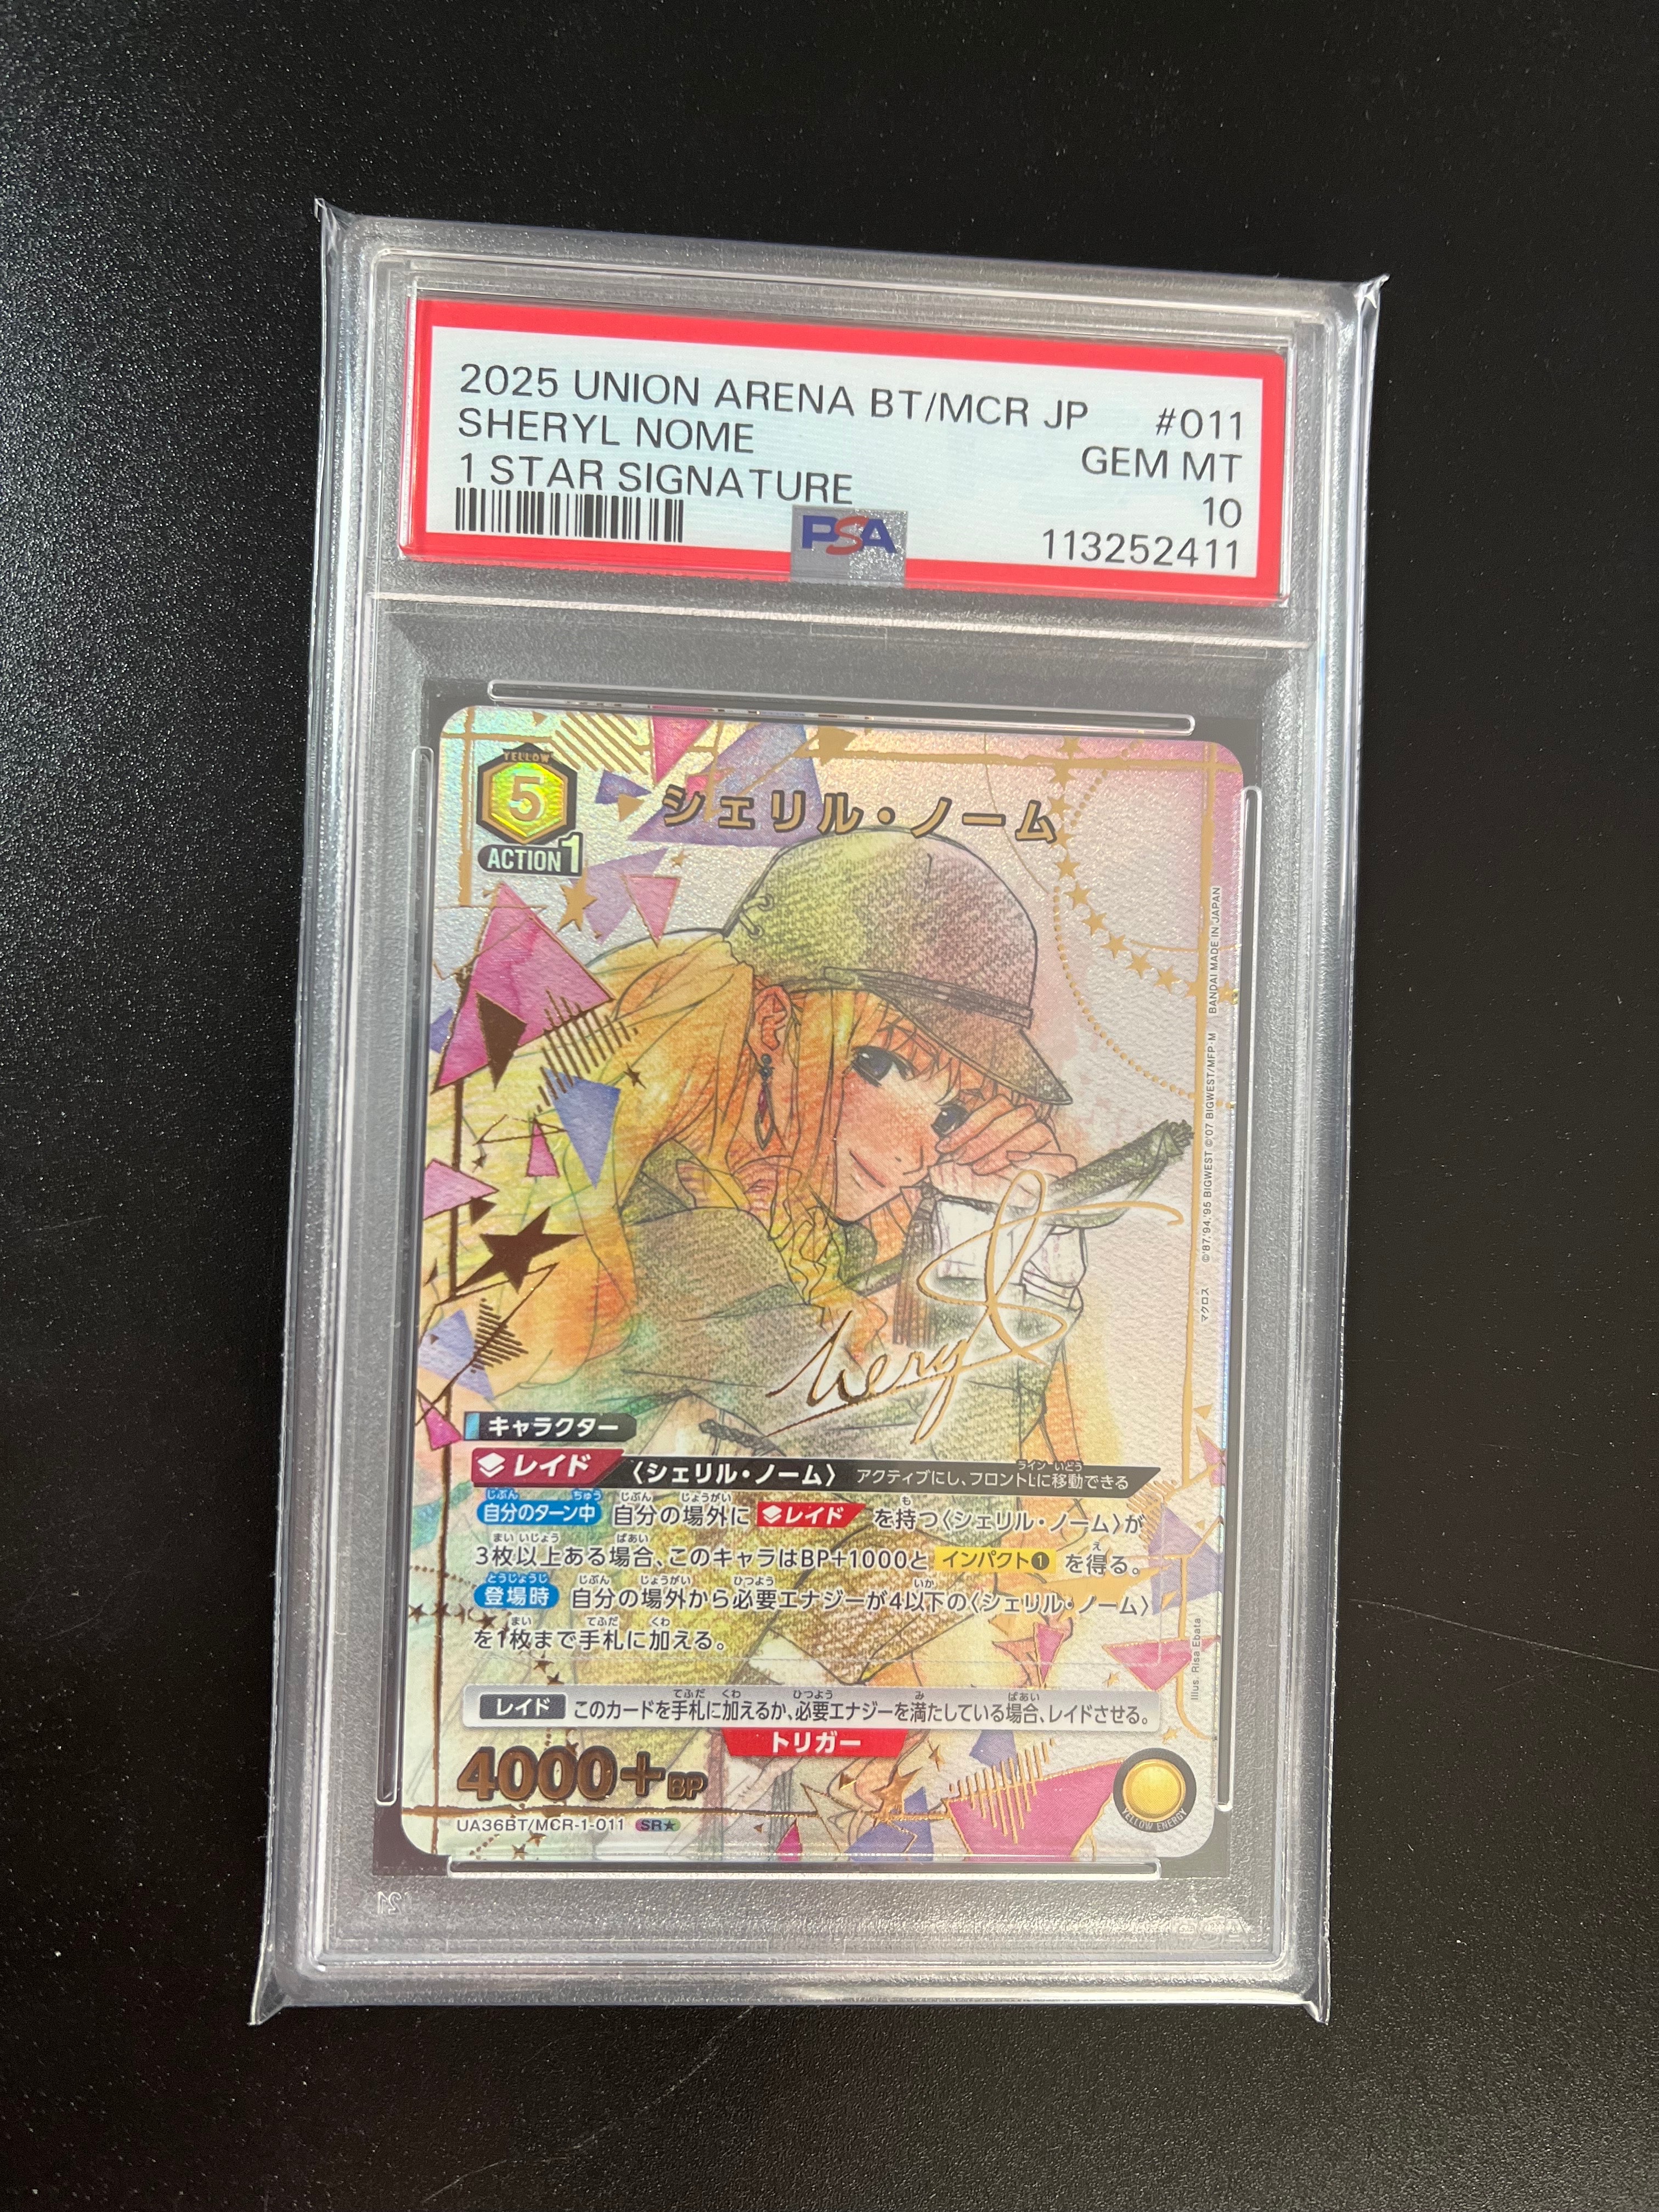 2025 UNION ARENA BT/MCR JP #011
SHERYL NOME GEM MT
1 STAR SIGNATURE 10
PSA 113252411
YELLOW
5
ACTION1
シェリル・ノーム
マクロス ©'87,'94,'95 BIGWEST ©'07 BIGWEST/MFP・M BANDAI MADE IN JAPAN
Sheryl
キャラクター
レイド 〈シェリル・ノーム〉 アクティブにし、フロントLに移動できる
自分のターン中 自分の場外に レイド を持つ〈シェリル・ノーム〉が
3枚以上ある場合、このキャラはBP+1000と インパクト❶ を得る。
登場時 自分の場外から必要エナジーが4以下の〈シェリル・ノーム〉
を1枚まで手札に加える。
Illus. Risa Ebata
レイド このカードを手札に加えるか、必要エナジーを満たしている場合、レイドさせる。
トリガー
4000+BP
YELLOW ENERGY
UA36BT/MCR-1-011 SR★